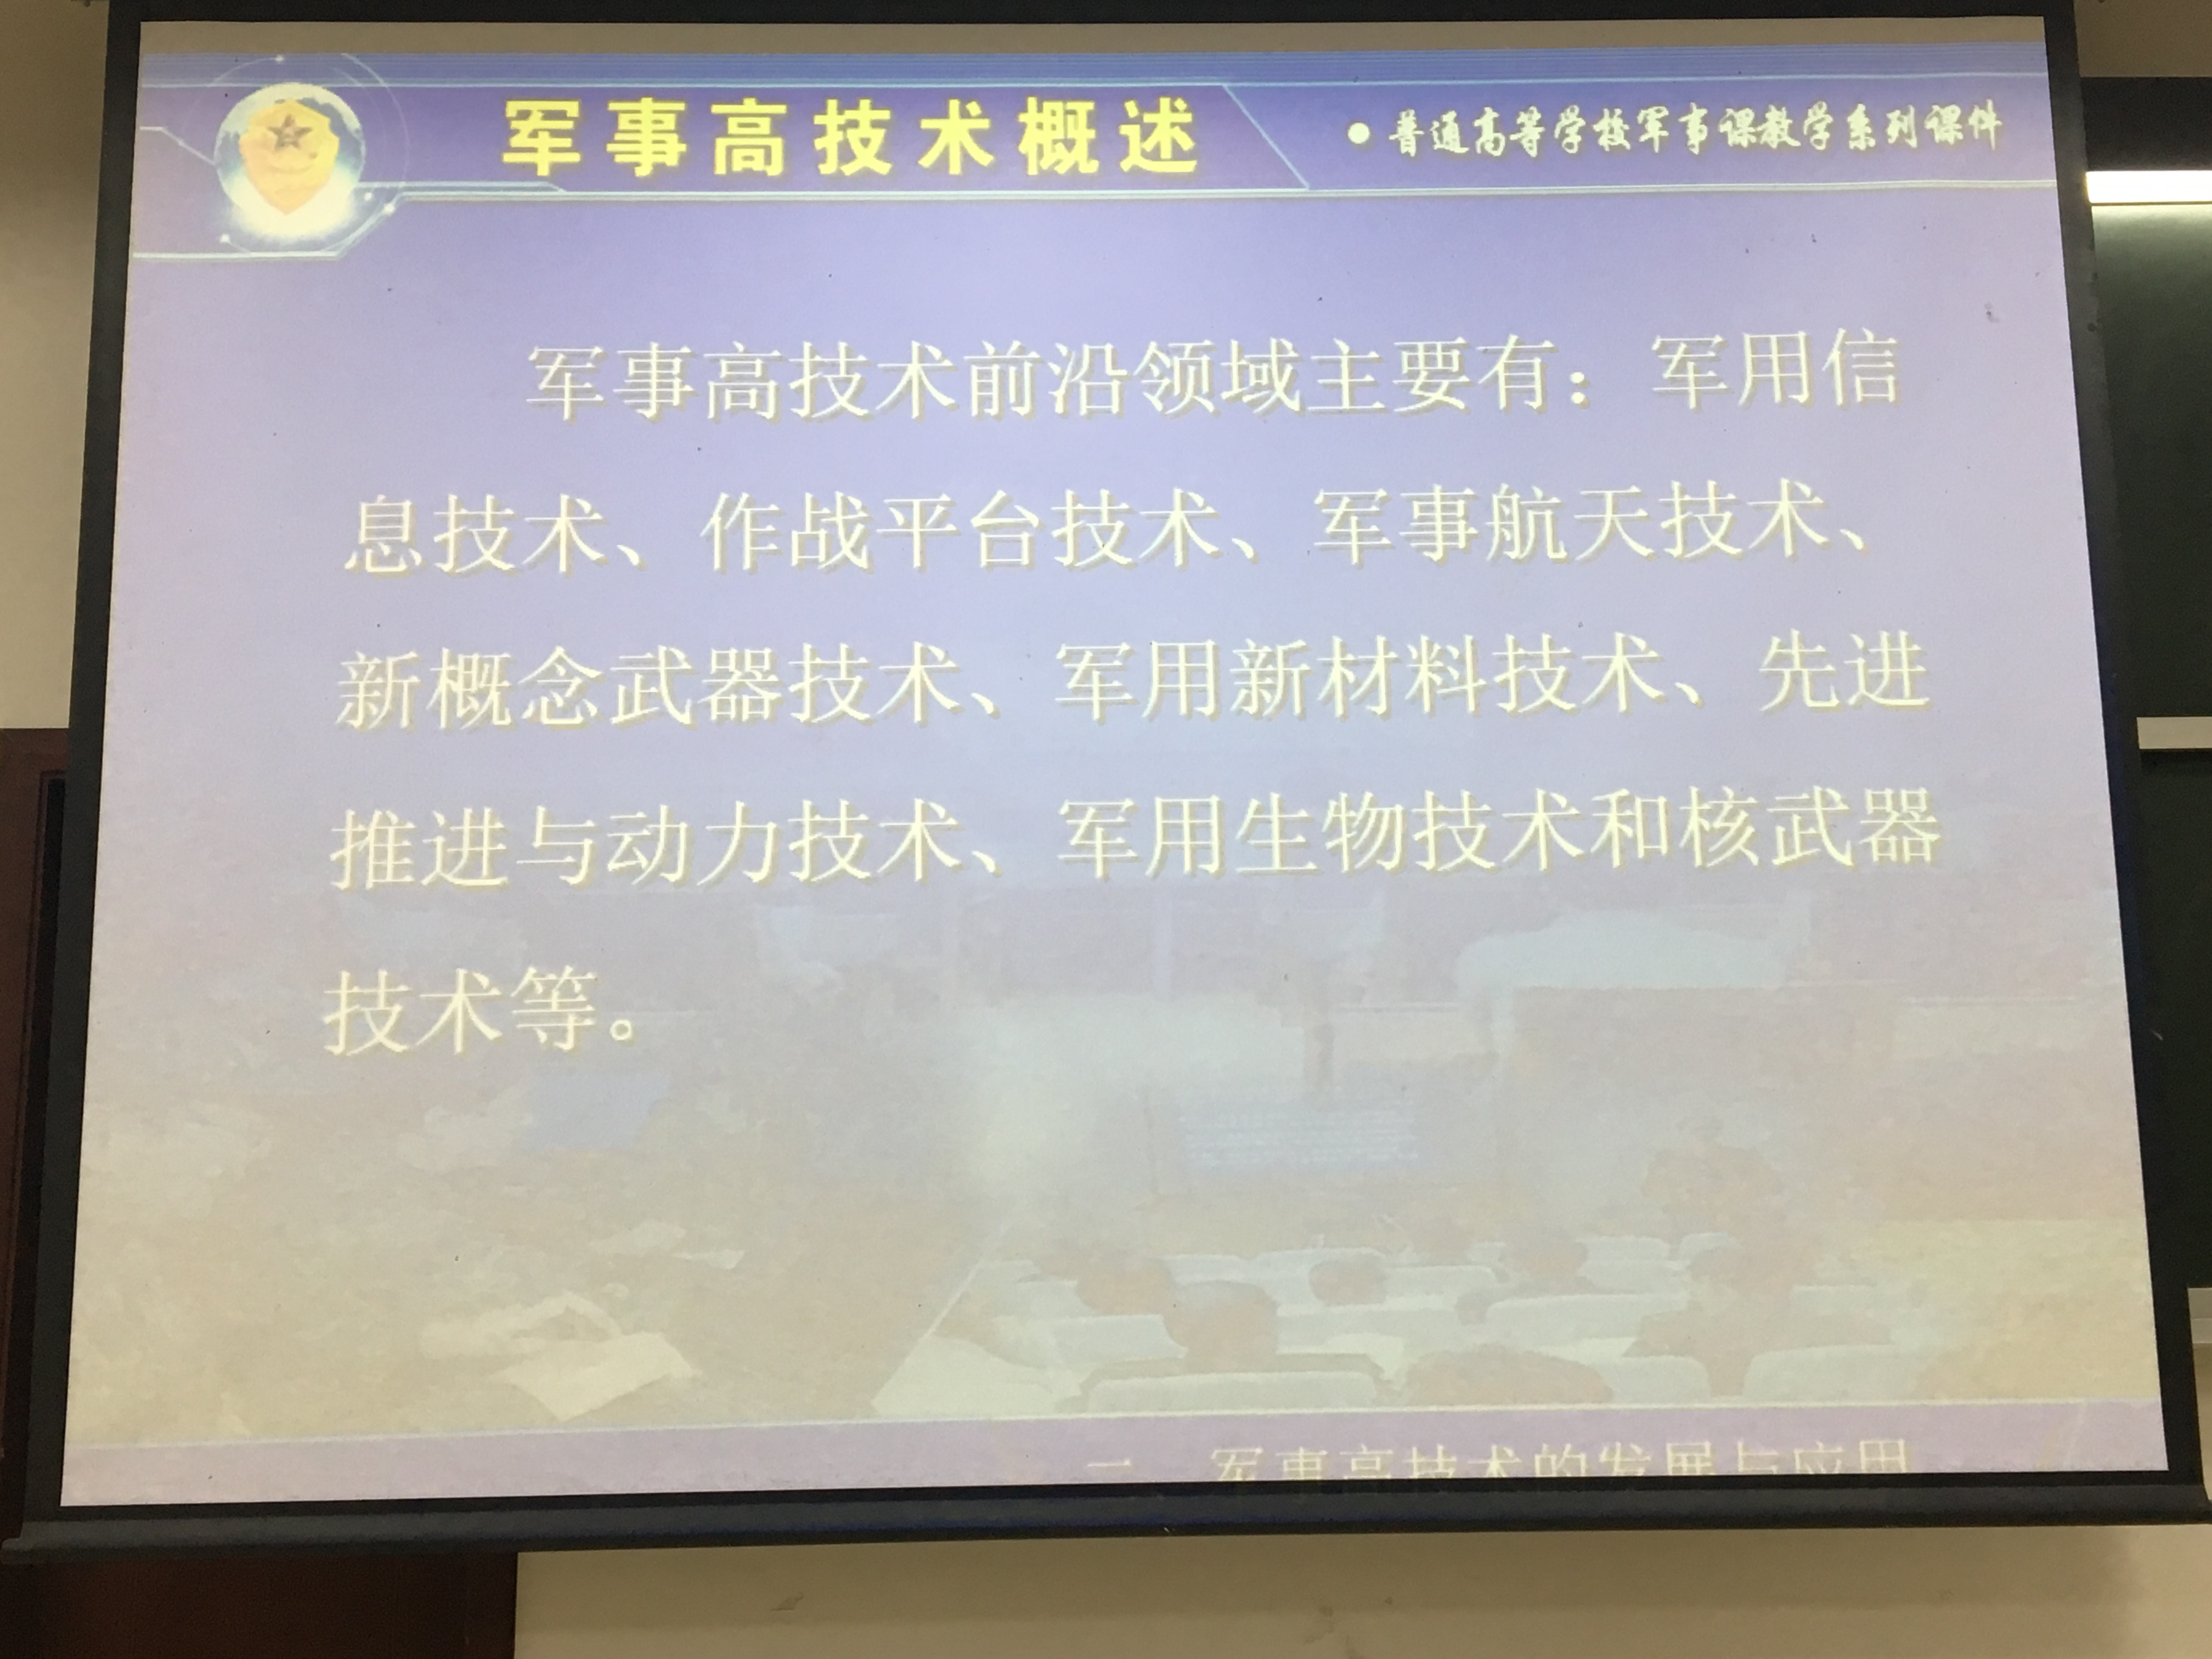 军事高技术概述
• 普通高等学校军事课教学系列课件
军事高技术前沿领域主要有：军用信
息技术、作战平台技术、军事航天技术、
新概念武器技术、军用新材料技术、先进
推进与动力技术、军用生物技术和核武器
技术等。
军事高技术的发展与应用